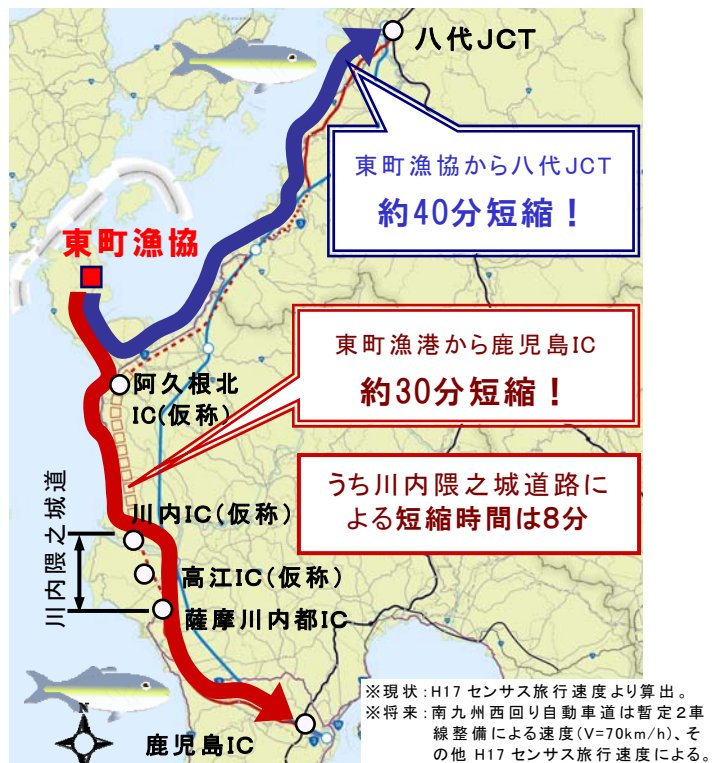 八代JCT
東町漁協から八代JCT
約40分短縮！
東町漁協
東町漁港から鹿児島IC
約30分短縮！
阿久根北
IC(仮称)
うち川内隈之城道路に
よる短縮時間は8分
川内隈之城道
川内IC(仮称)
高江IC(仮称)
薩摩川内都IC
鹿児島IC
※現状:H17 センサス旅行速度より算出。
※将来:南九州西回り自動車道は暫定2車
線整備による速度(V=70km/h)、そ
の他 H17 センサス旅行速度による。